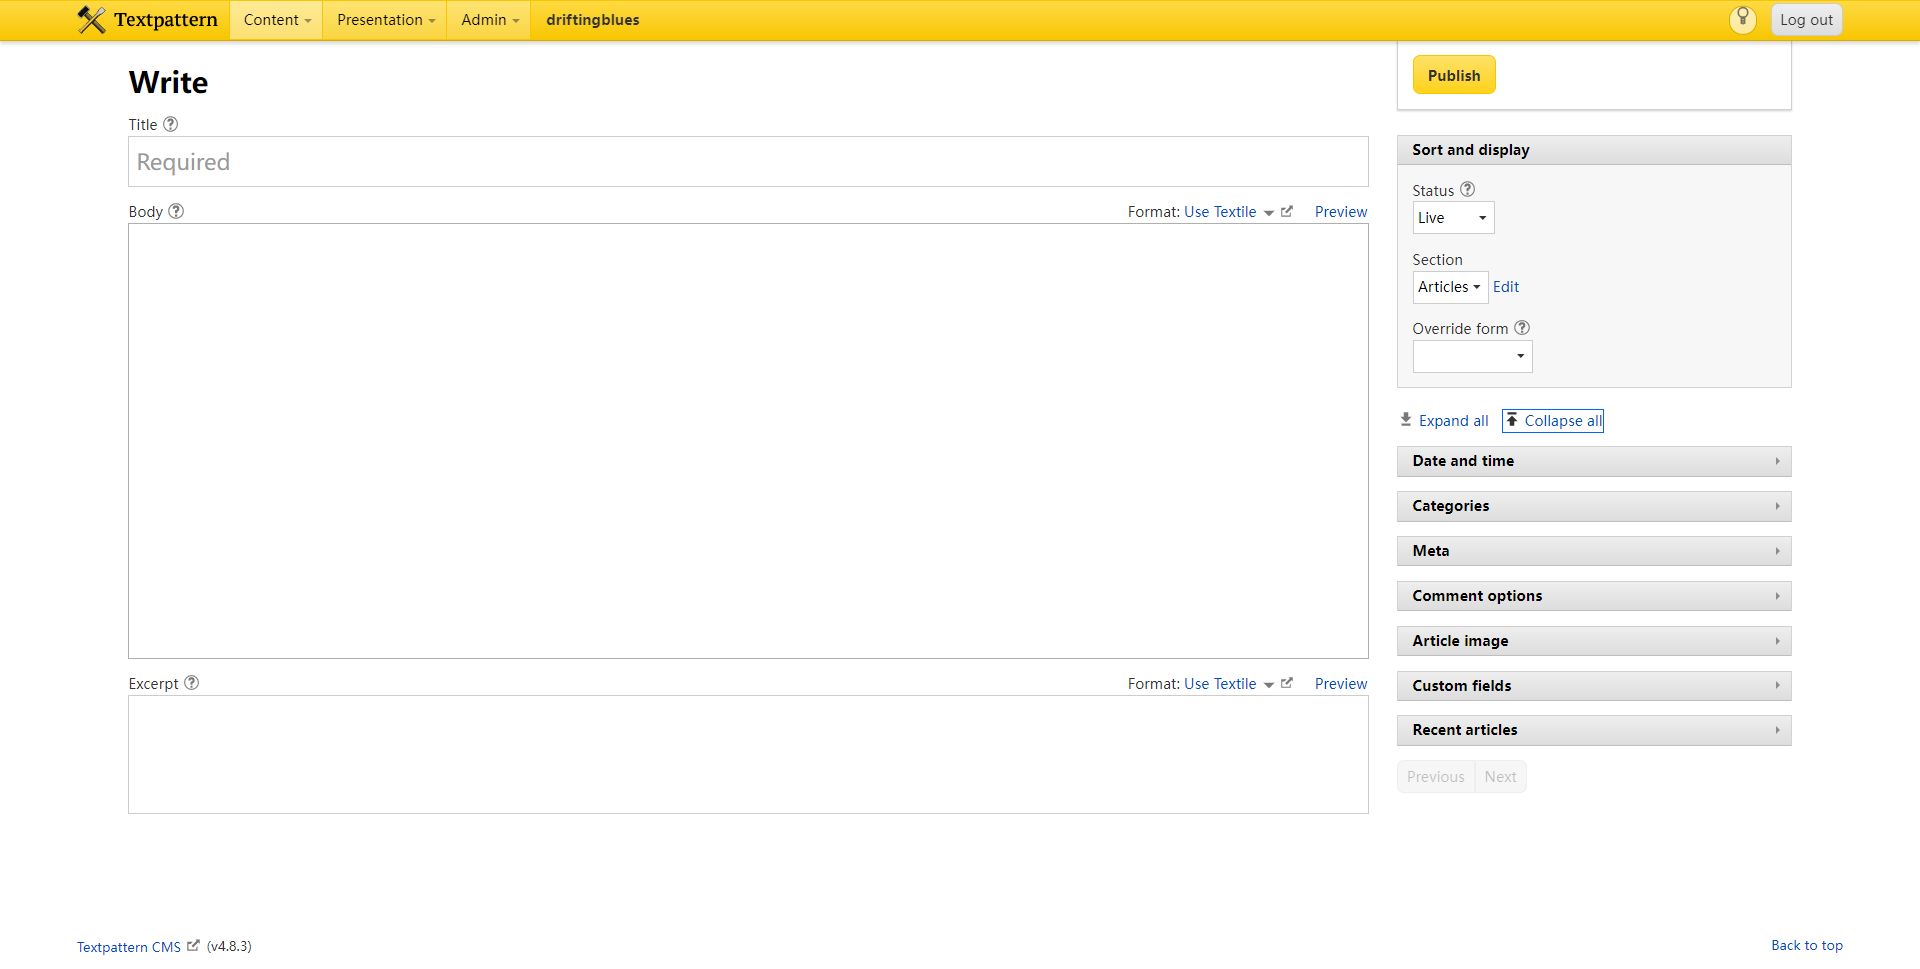 Textpattern Content Presentation Admin driftingblues Log out
Write
Title
Required
Body Format: Use Textile Preview
Excerpt Format: Use Textile Preview
Publish
Sort and display
Status
Live
Section
Articles Edit
Override form
Expand all Collapse all
Date and time
Categories
Meta
Comment options
Article image
Custom fields
Recent articles
Previous Next
Textpattern CMS (v4.8.3) Back to top